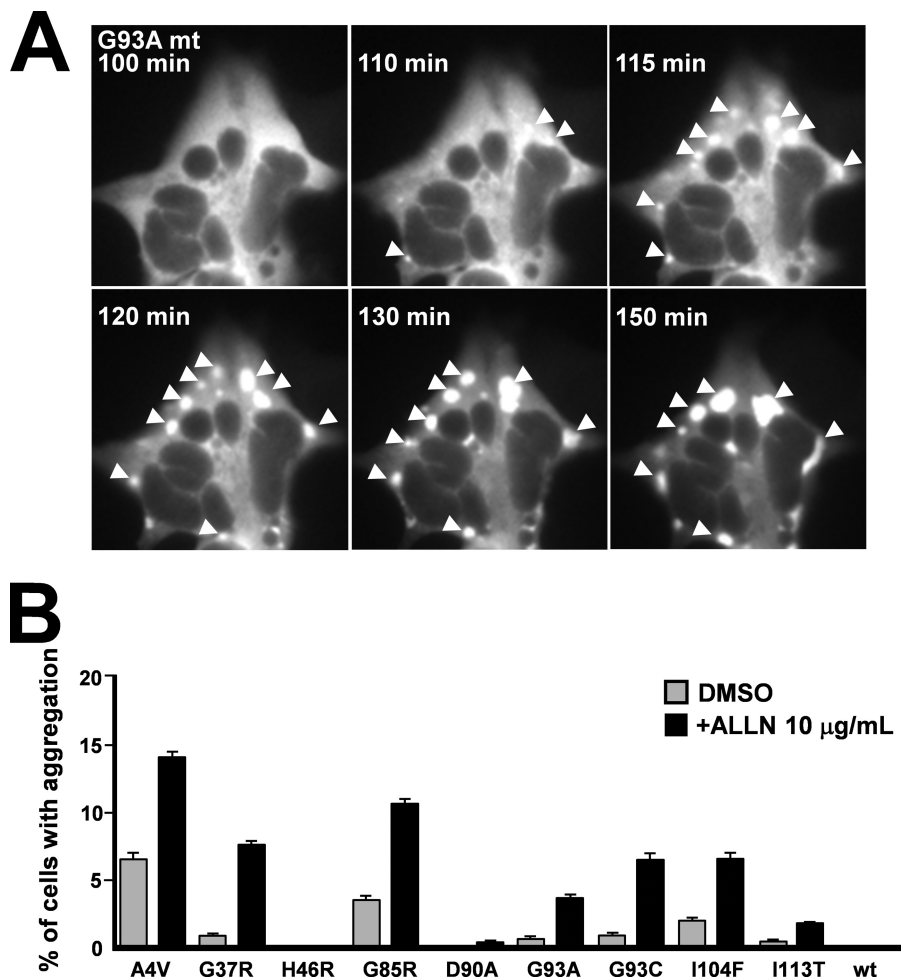 A
G93A mt
100 min
110 min
115 min
120 min
130 min
150 min
B
% of cells with aggregation
20
15
10
5
0
DMSO
+ALLN 10 μg/mL
A4V G37R H46R G85R D90A G93A G93C I104F I113T wt